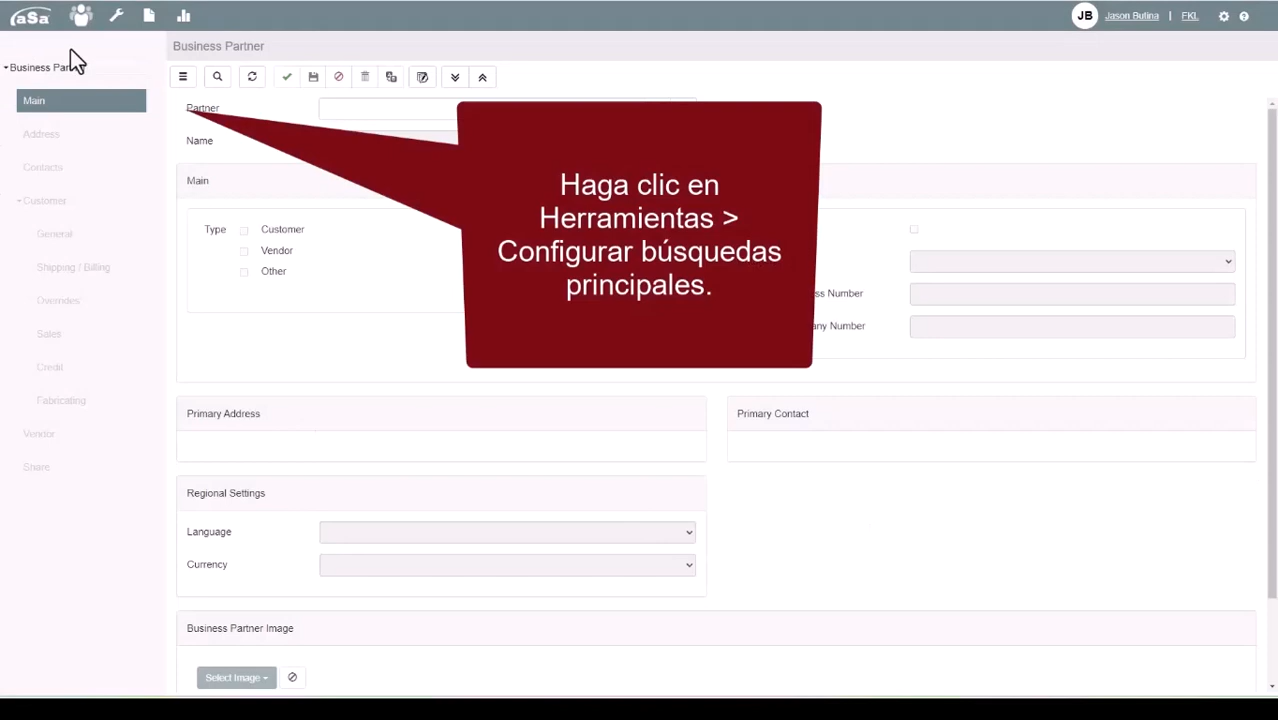 aSa
JB Jason Butina | FKL
Business Partner
Business Par
Main
Address
Contacts
Customer
General
Shipping / Billing
Overrides
Sales
Credit
Fabricating
Vendor
Share
Partner
Name
Haga clic en
Herramientas >
Configurar búsquedas
principales.
Main
Type
Customer
Vendor
Other
ss Number
any Number
Primary Address
Primary Contact
Regional Settings
Language
Currency
Business Partner Image
Select Image